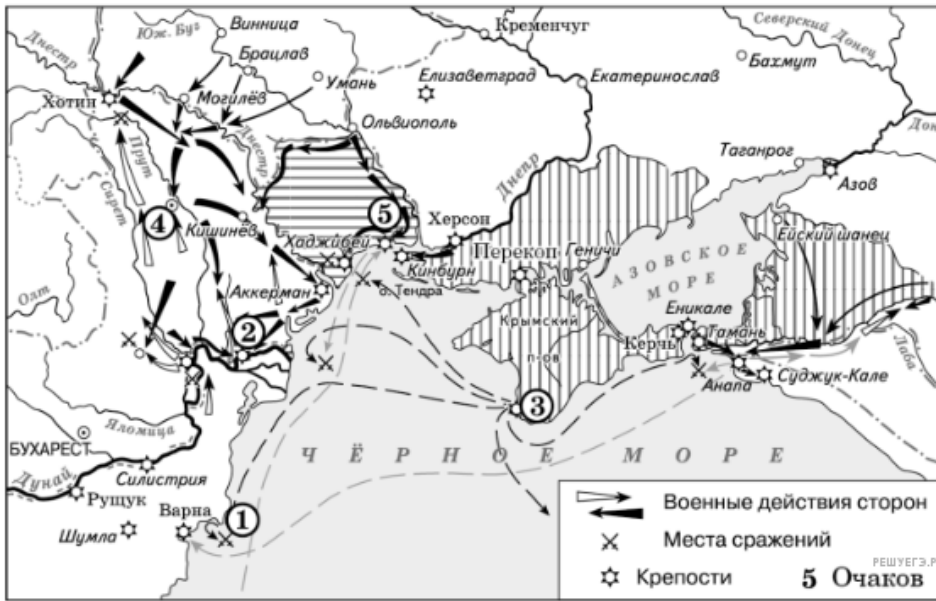 Юж. Буг
Винница
Кременчуг
Северский Донец
Днестр
Брацлав
Бахмут
Умань
Елизаветград
Екатеринослав
Хотин
Могилёв
Ольвиополь
Днестр
Прут
Сирет
Днепр
Таганрог
Азов
4
Кишинёв
5
Херсон
Хаджибей
Кинбурн
Перекоп
Геничи
Ейский шанец
АЗОВСКОЕ
МОРЕ
Аккерман
о. Тендра
Олт
2
Крымский
п-ов
Еникале
Керчь
Тамань
Лаба
Анапа
Суджук-Кале
3
Яломица
БУХАРЕСТ
ЧЁРНОЕ МОРЕ
Дунай
Силистрия
Рущук
Варна
1
Шумла
Военные действия сторон
Места сражений
Крепости
5 Очаков